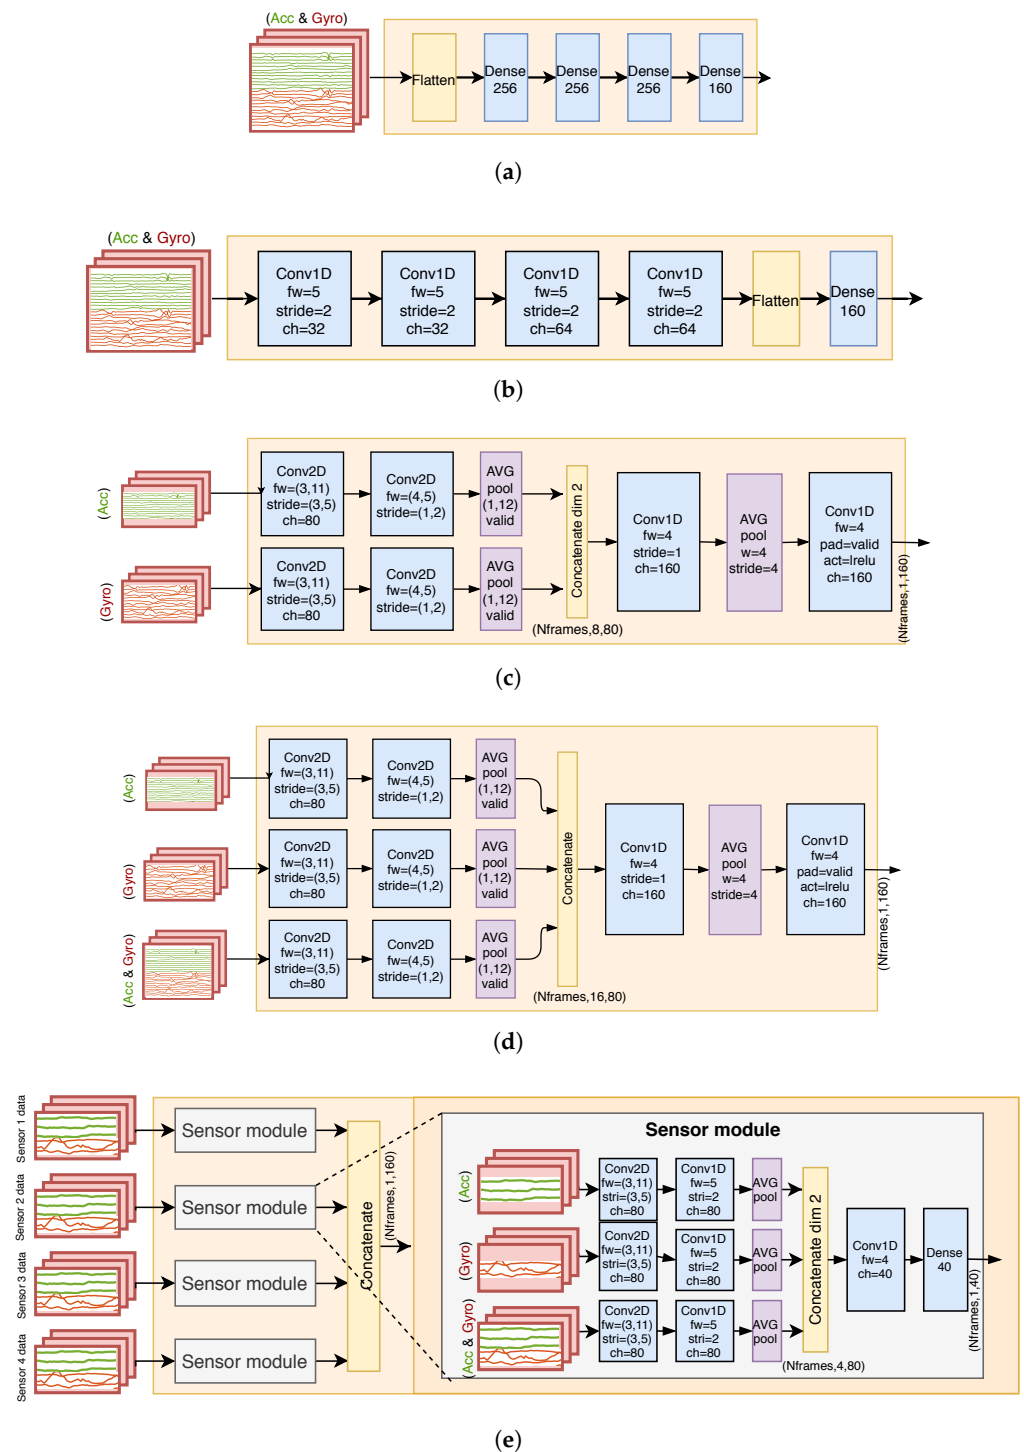 (Acc & Gyro)
Flatten
Dense
256
Dense
256
Dense
256
Dense
160
(a)
(Acc & Gyro)
Conv1D
fw=5
stride=2
ch=32
Conv1D
fw=5
stride=2
ch=32
Conv1D
fw=5
stride=2
ch=64
Conv1D
fw=5
stride=2
ch=64
Flatten
Dense
160
(b)
(Acc)
Conv2D
fw=(3,11)
stride=(3,5)
ch=80
Conv2D
fw=(4,5)
stride=(1,2)
AVG
pool
(1,12)
valid
(Gyro)
Conv2D
fw=(3,11)
stride=(3,5)
ch=80
Conv2D
fw=(4,5)
stride=(1,2)
AVG
pool
(1,12)
valid
Concatenate dim 2
(Nframes,8,80)
Conv1D
fw=4
stride=1
ch=160
AVG
pool
w=4
stride=4
Conv1D
fw=4
pad=valid
act=lrelu
ch=160
(Nframes,1,160)
(c)
(Acc)
Conv2D
fw=(3,11)
stride=(3,5)
ch=80
Conv2D
fw=(4,5)
stride=(1,2)
AVG
pool
(1,12)
valid
(Gyro)
Conv2D
fw=(3,11)
stride=(3,5)
ch=80
Conv2D
fw=(4,5)
stride=(1,2)
AVG
pool
(1,12)
valid
(Acc & Gyro)
Conv2D
fw=(3,11)
stride=(3,5)
ch=80
Conv2D
fw=(4,5)
stride=(1,2)
AVG
pool
(1,12)
valid
Concatenate
(Nframes,16,80)
Conv1D
fw=4
stride=1
ch=160
AVG
pool
w=4
stride=4
Conv1D
fw=4
pad=valid
act=lrelu
ch=160
(Nframes,1,160)
(d)
Sensor 1 data
Sensor module
Sensor 2 data
Sensor module
Sensor 3 data
Sensor module
Sensor 4 data
Sensor module
Concatenate
(Nframes,1,160)
Sensor module
(Acc)
Conv2D
fw=(3,11)
stri=(3,5)
ch=80
Conv1D
fw=5
stri=2
ch=80
AVG
pool
(Gyro)
Conv2D
fw=(3,11)
stri=(3,5)
ch=80
Conv1D
fw=5
stri=2
ch=80
AVG
pool
(Acc & Gyro)
Conv2D
fw=(3,11)
stri=(3,5)
ch=80
Conv1D
fw=5
stri=2
ch=80
AVG
pool
Concatenate dim 2
(Nframes,4,80)
Conv1D
fw=4
ch=40
Dense
40
(Nframes,1,40)
(e)